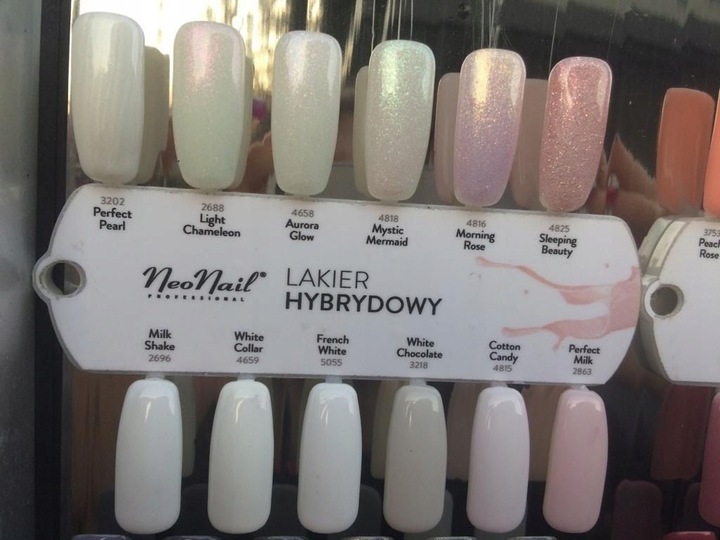 3202
Perfect
Pearl
2688
Light
Chameleon
4658
Aurora
Glow
4818
Mystic
Mermaid
4816
Morning
Rose
4825
Sleeping
Beauty
NeoNail®
PROFESSIONAL
LAKIER
HYBRYDOWY
Milk
Shake
2696
White
Collar
4659
French
White
5055
White
Chocolate
3218
Cotton
Candy
4815
Perfect
Milk
2863
3753
Peach
Rose